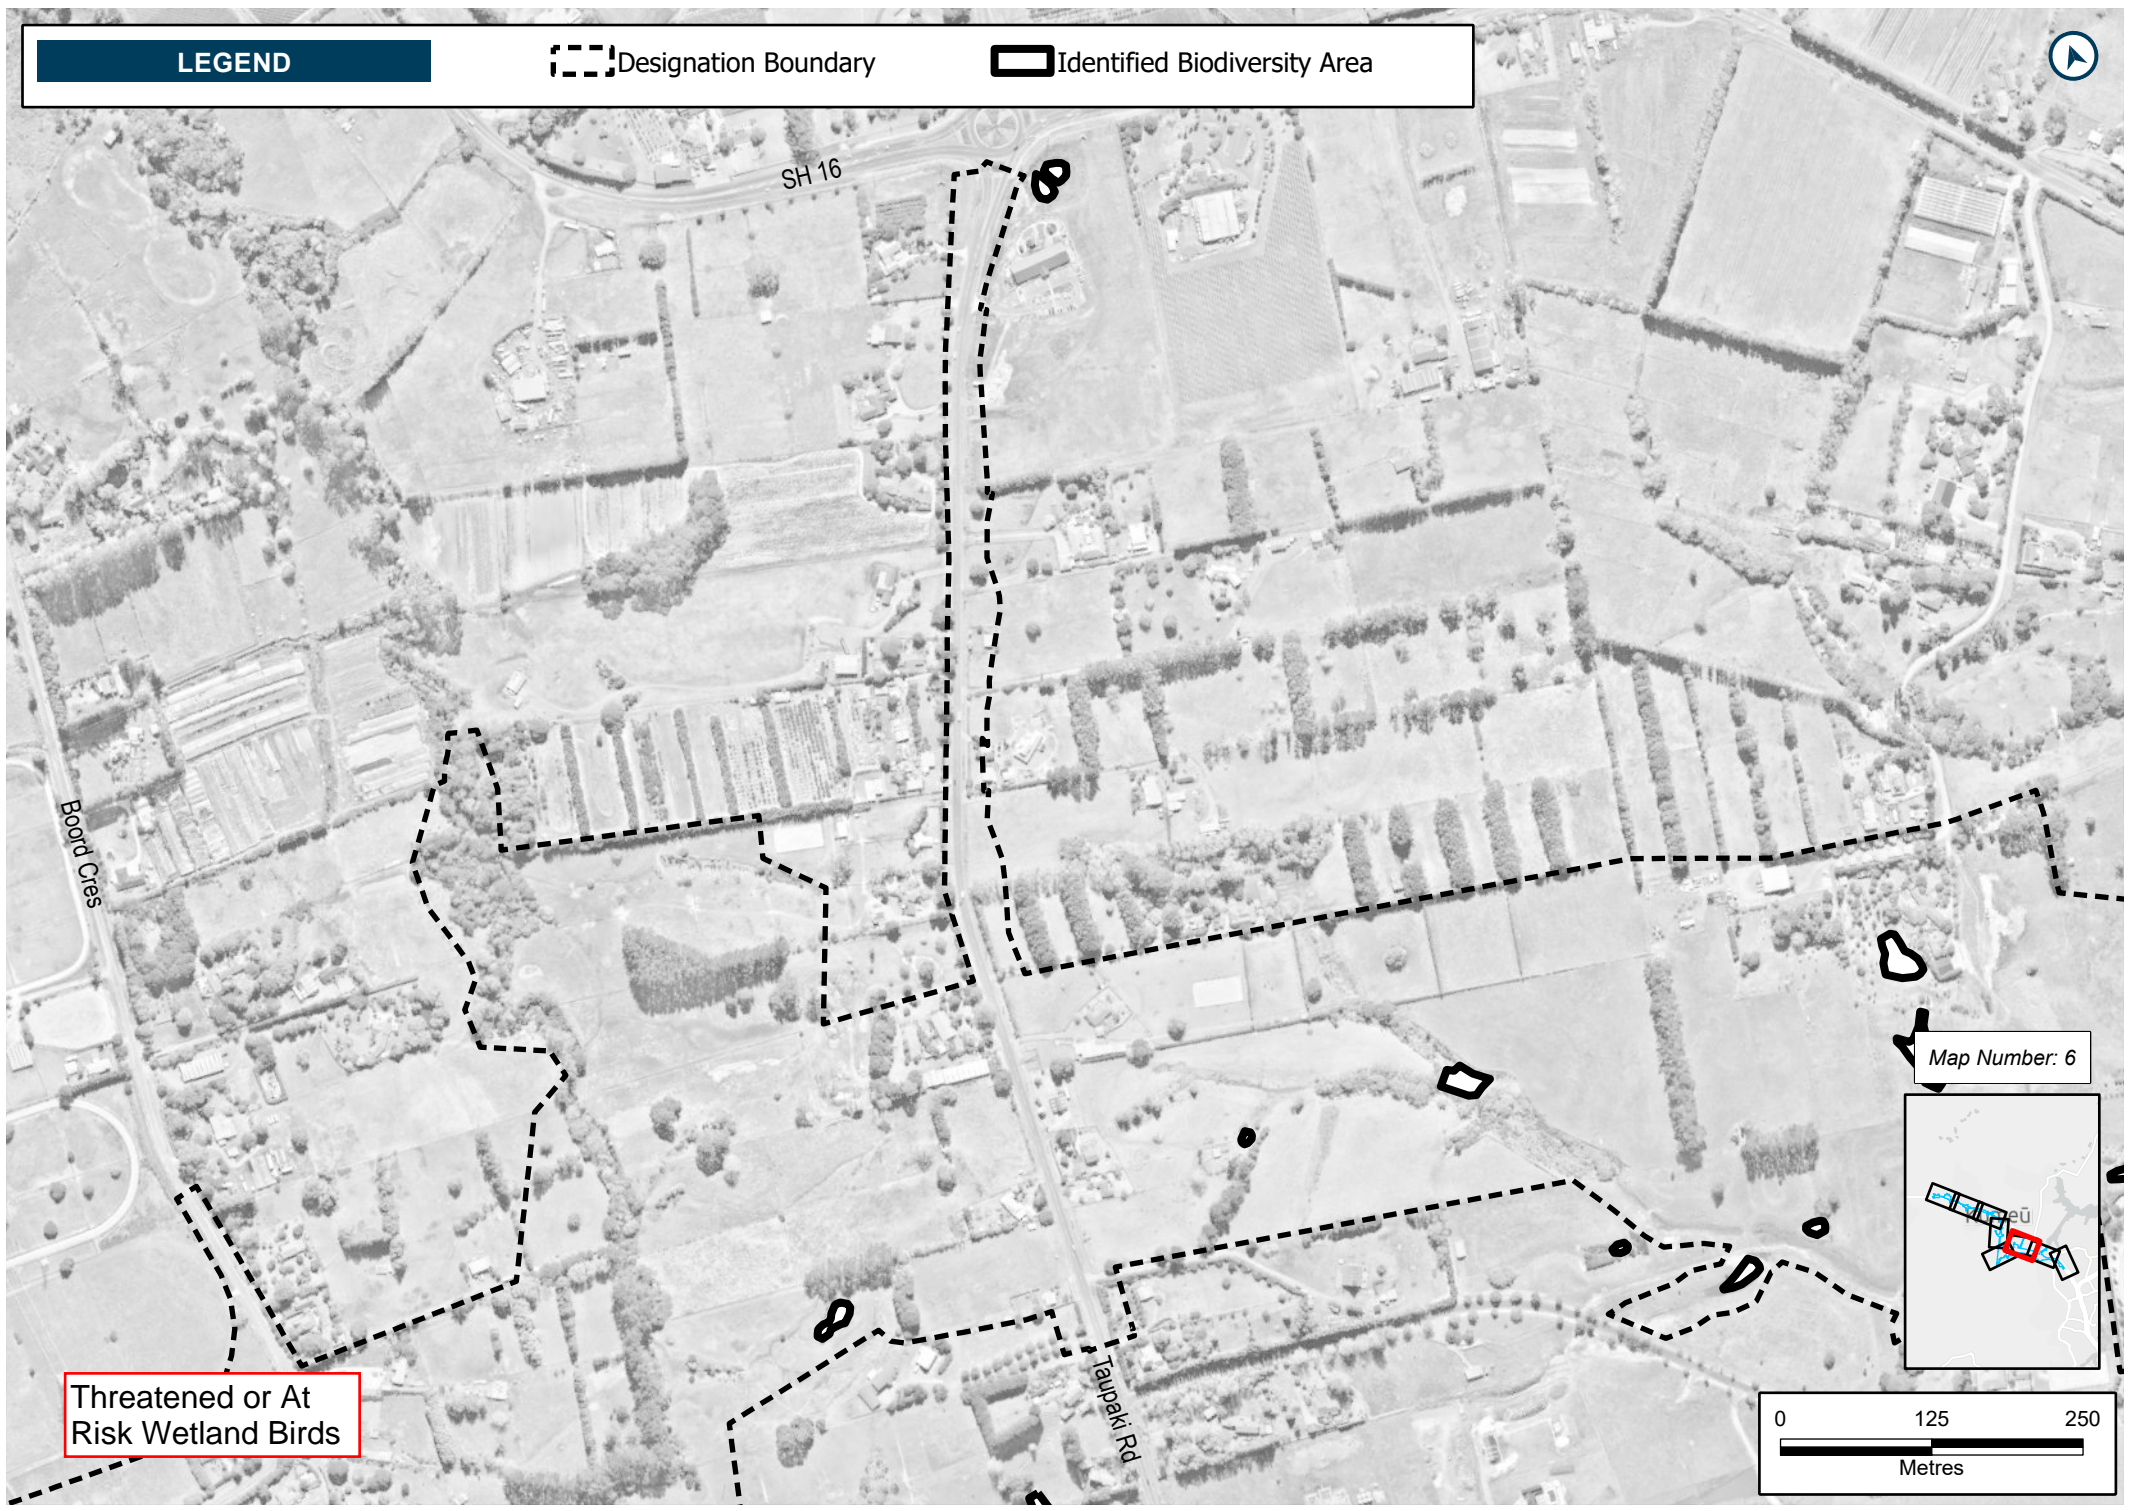 LEGEND
Designation Boundary
Identified Biodiversity Area
SH 16
Boord Cres
Map Number: 6
Threatened or At
Risk Wetland Birds
Taupaki Rd
0 125 250
Metres